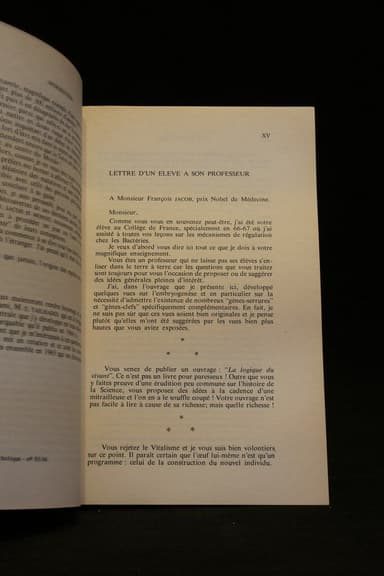 XV
LETTRE D'UN ELEVE A SON PROFESSEUR
A Monsieur François JACOB, prix Nobel de Médecine.
Monsieur,
Comme vous vous en souvenez peut-être, j'ai été votre
élève au Collège de France, spécialement en 66-67 où j'ai
assisté à toutes vos leçons sur les mécanismes de régulation
chez les Bactéries.
Je veux d'abord vous dire ici tout ce que je dois à votre
magnifique enseignement.
Vous êtes un professeur qui ne laisse pas ses élèves s'en-
liser dans le terre à terre car les questions que vous traitez
sont toujours pour vous l'occasion de proposer ou de suggérer
des idées générales pleines d'intérêt.
J'ai, dans l'ouvrage que je présente ici, développé
quelques vues sur l'embryogenèse et en particulier sur la
nécessité d'admettre l'existence de nombreux "gènes-serrures"
et "gènes-clefs" spécifiquement complémentaires. En fait, je
ne suis pas sûr que ces vues soient bien originales et je pense
plutôt qu'elles m'ont été suggérées par les vues bien plus
hautes que vous avez exposées.
*
* *
Vous venez de publier un ouvrage : "La logique du
vivant". Ce n'est pas un livre pour paresseux ! Outre que vous
y faites preuve d'une érudition peu commune sur l'histoire de
la Science, vous proposez des idées à la cadence d'une
mitrailleuse et l'on en a le souffle coupé ! Votre ouvrage n'est
pas facile à lire à cause de sa richesse; mais quelle richesse !
*
* *
Vous rejetez le Vitalisme et je vous suis bien volontiers
sur ce point. Il paraît certain que l'œuf lui-même n'est qu'un
programme : celui de la construction du nouvel individu.